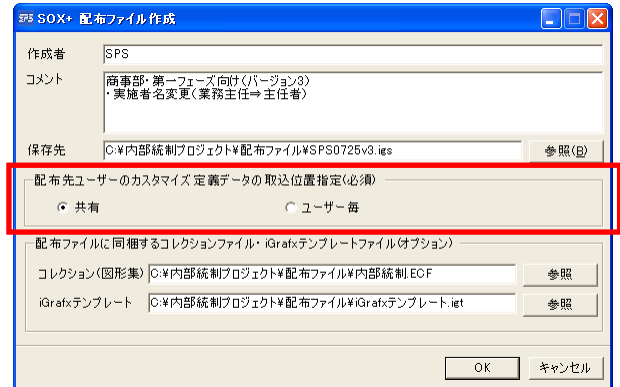 SPS SOX+ 配布ファイル作成
作成者 SPS
コメント 商事部・第一フェーズ向け(バージョン3)
・実施者名変更(業務主任⇒主任者)
保存先 C:¥内部統制プロジェクト¥配布ファイル¥SPS0725v3.igs 参照(B)
配布先ユーザーのカスタマイズ定義データの取込位置指定(必須)
共有 ユーザー毎
配布ファイルに同梱するコレクションファイル・iGrafxテンプレートファイル(オプション)
コレクション(図形集) C:¥内部統制プロジェクト¥配布ファイル¥内部統制.ECF 参照
iGrafxテンプレート C:¥内部統制プロジェクト¥配布ファイル¥iGrafxテンプレート.igt 参照
OK キャンセル